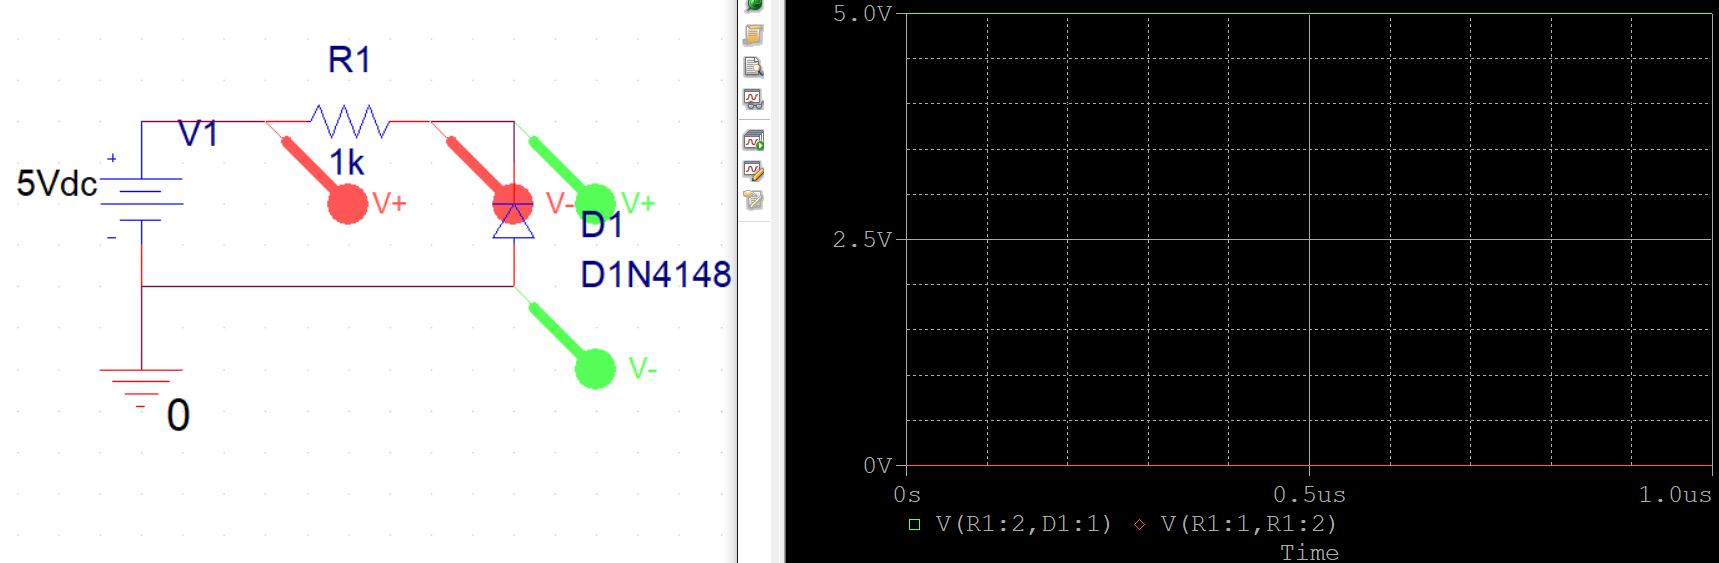 R1
V1
1k
+
5Vdc
V+
V-
V+
D1
D1N4148
-
V-
0
5.0V
2.5V
0V
0s 0.5us 1.0us
V(R1:2,D1:1) V(R1:1,R1:2)
Time